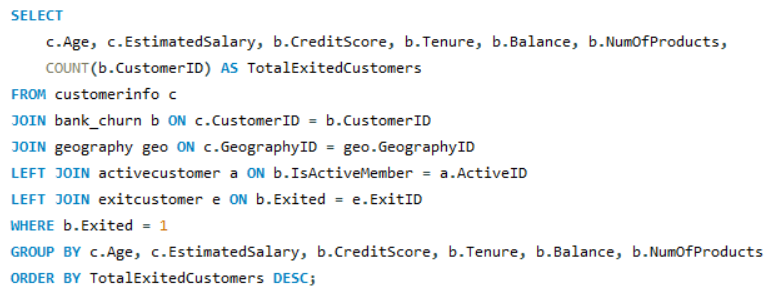 SELECT
c.Age, c.EstimatedSalary, b.CreditScore, b.Tenure, b.Balance, b.NumOfProducts,
COUNT(b.CustomerID) AS TotalExitedCustomers
FROM customerinfo c
JOIN bank_churn b ON c.CustomerID = b.CustomerID
JOIN geography geo ON c.GeographyID = geo.GeographyID
LEFT JOIN activecustomer a ON b.IsActiveMember = a.ActiveID
LEFT JOIN exitcustomer e ON b.Exited = e.ExitID
WHERE b.Exited = 1
GROUP BY c.Age, c.EstimatedSalary, b.CreditScore, b.Tenure, b.Balance, b.NumOfProducts
ORDER BY TotalExitedCustomers DESC;